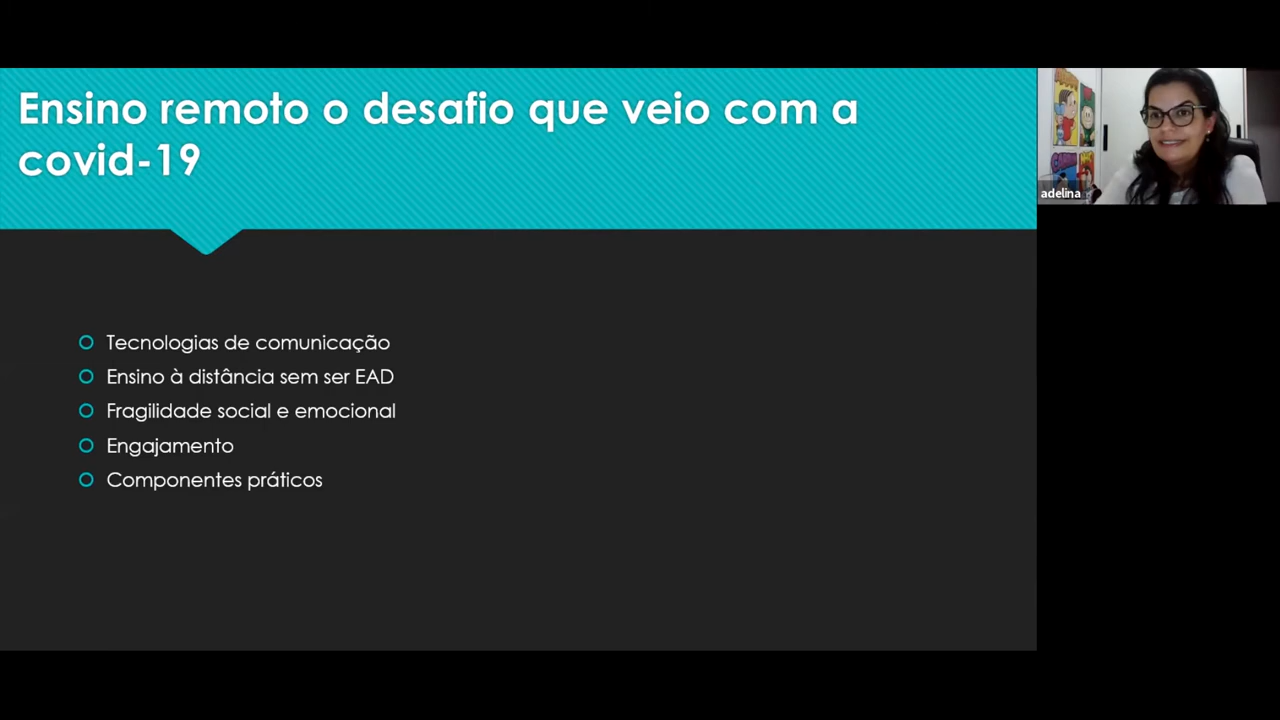 Ensino remoto o desafio que veio com a
covid-19
adelina
Tecnologias de comunicação
Ensino à distância sem ser EAD
Fragilidade social e emocional
Engajamento
Componentes práticos